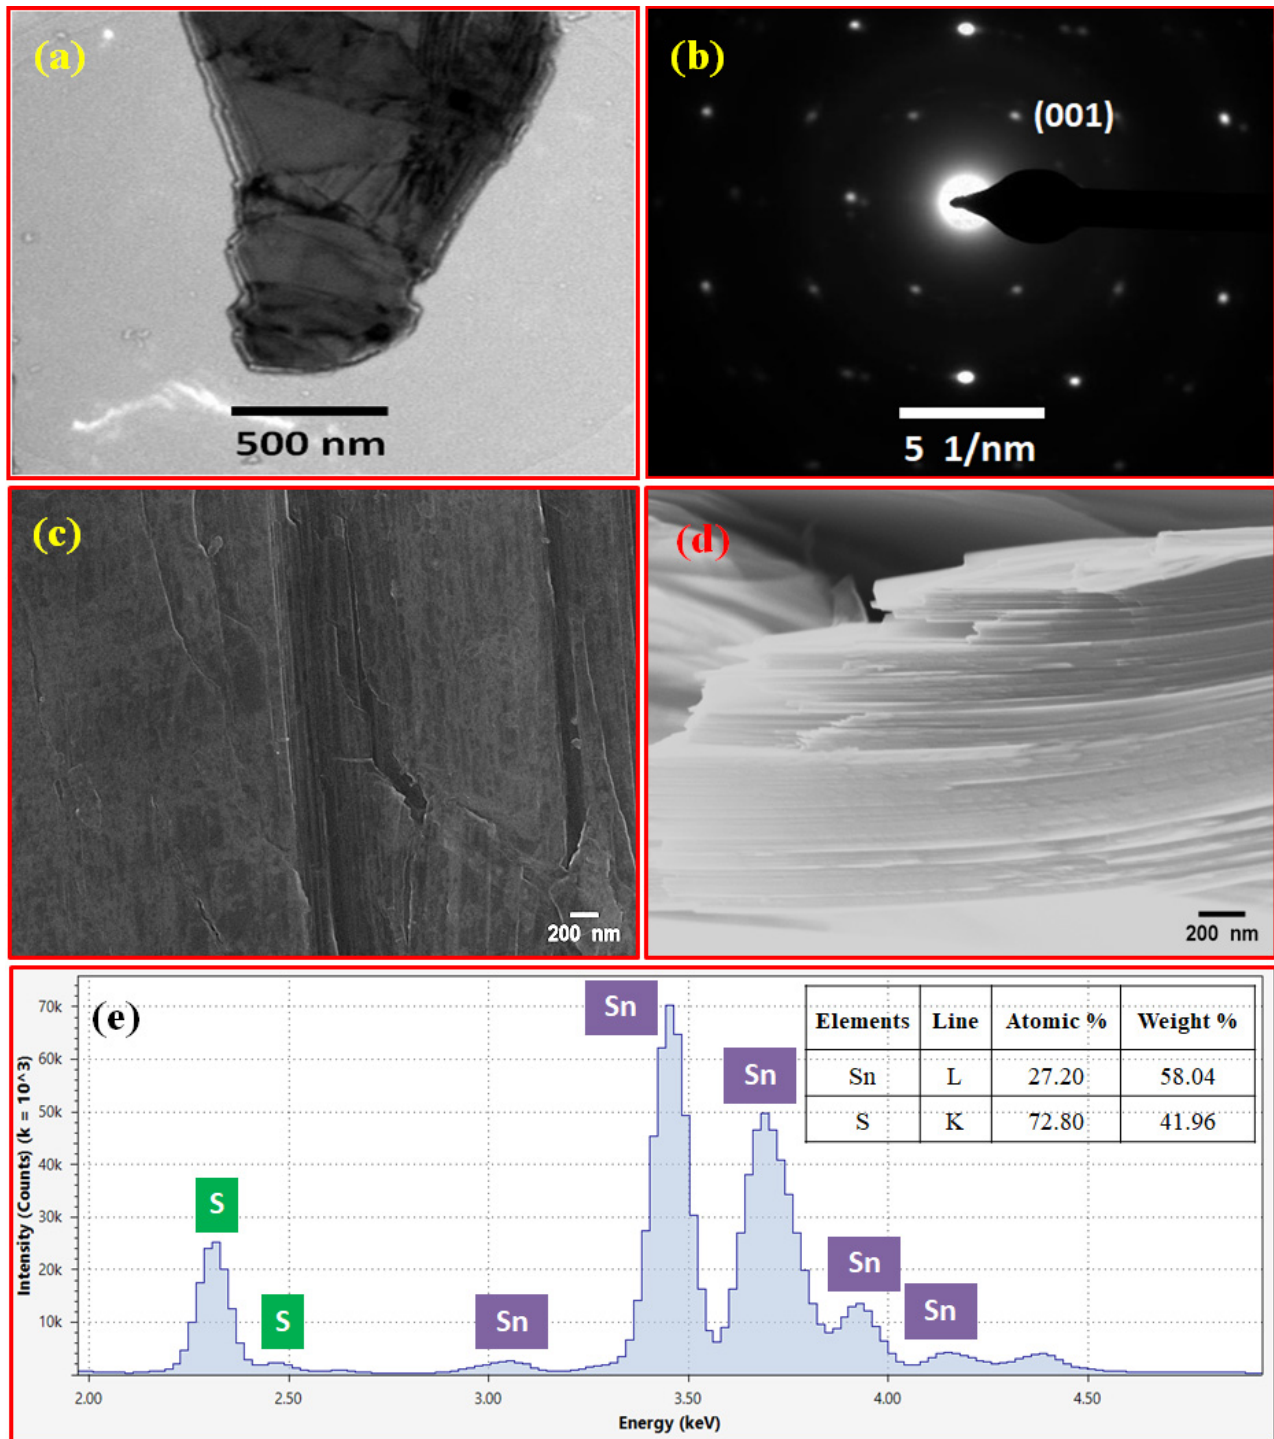 (a)
500 nm
(b)
(001)
5 1/nm
(c)
200 nm
(d)
200 nm
(e)
Intensity (Counts) (k = 10^3)
70k
60k
50k
40k
30k
20k
10k
S
S
Sn
Sn
Sn
Sn
Sn
Elements Line Atomic % Weight %
Sn L 27.20 58.04
S K 72.80 41.96
2.00 2.50 3.00 3.50 4.00 4.50
Energy (keV)